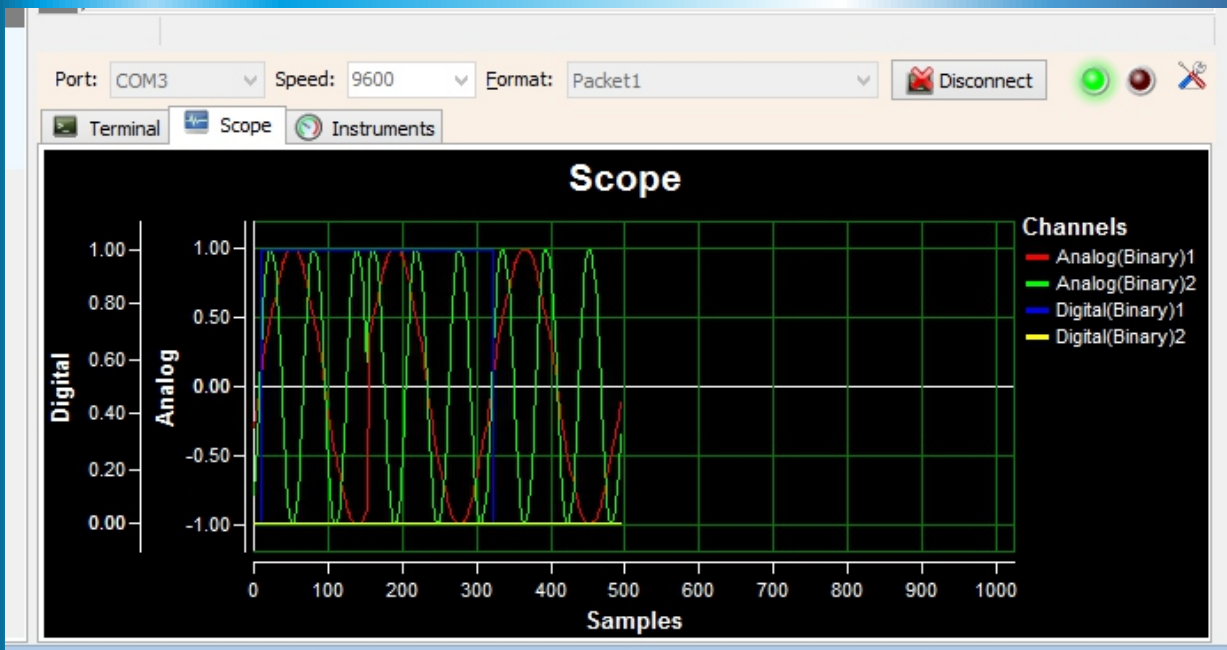 Port: COM3 Speed: 9600 Format: Packet1 Disconnect
Terminal Scope Instruments
Scope
Digital
1.00
0.80
0.60
0.40
0.20
0.00
Analog
1.00
0.50
0.00
-0.50
-1.00
0 100 200 300 400 500 600 700 800 900 1000
Samples
Channels
Analog(Binary)1
Analog(Binary)2
Digital(Binary)1
Digital(Binary)2